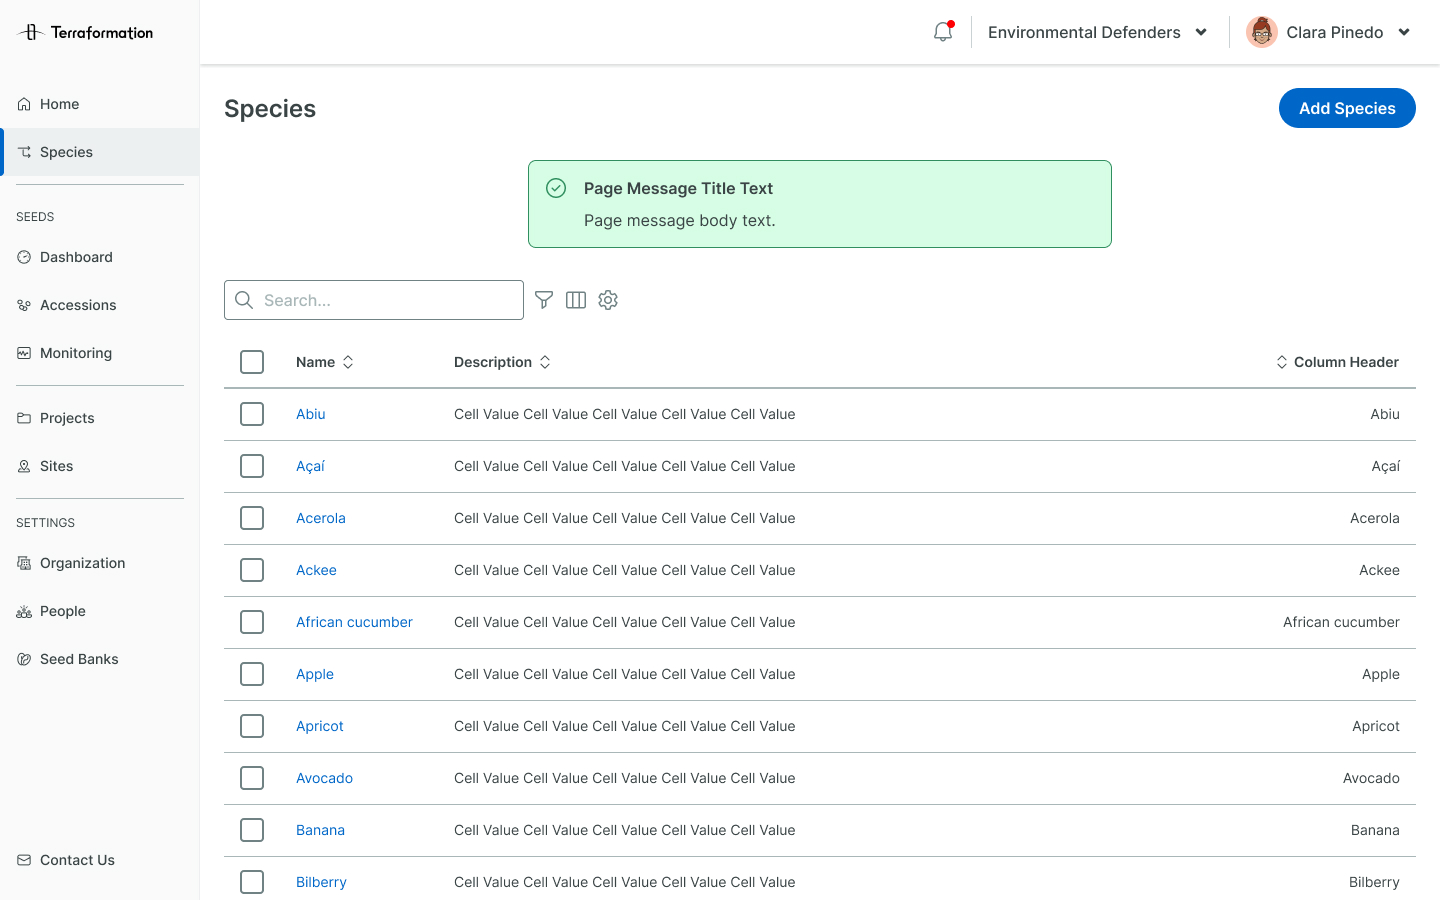 Terraformation
Environmental Defenders
Clara Pinedo
Home
Species
SEEDS
Dashboard
Accessions
Monitoring
Projects
Sites
SETTINGS
Organization
People
Seed Banks
Contact Us
Species
Add Species
Page Message Title Text
Page message body text.
Search...
Name Description Column Header
Abiu Cell Value Cell Value Cell Value Cell Value Cell Value Abiu
Açaí Cell Value Cell Value Cell Value Cell Value Cell Value Açaí
Acerola Cell Value Cell Value Cell Value Cell Value Cell Value Acerola
Ackee Cell Value Cell Value Cell Value Cell Value Cell Value Ackee
African cucumber Cell Value Cell Value Cell Value Cell Value Cell Value African cucumber
Apple Cell Value Cell Value Cell Value Cell Value Cell Value Apple
Apricot Cell Value Cell Value Cell Value Cell Value Cell Value Apricot
Avocado Cell Value Cell Value Cell Value Cell Value Cell Value Avocado
Banana Cell Value Cell Value Cell Value Cell Value Cell Value Banana
Bilberry Cell Value Cell Value Cell Value Cell Value Cell Value Bilberry